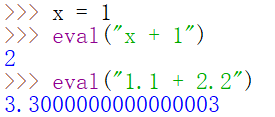 >>> x = 1
>>> eval("x + 1")
2
>>> eval("1.1 + 2.2")
3.3000000000000003